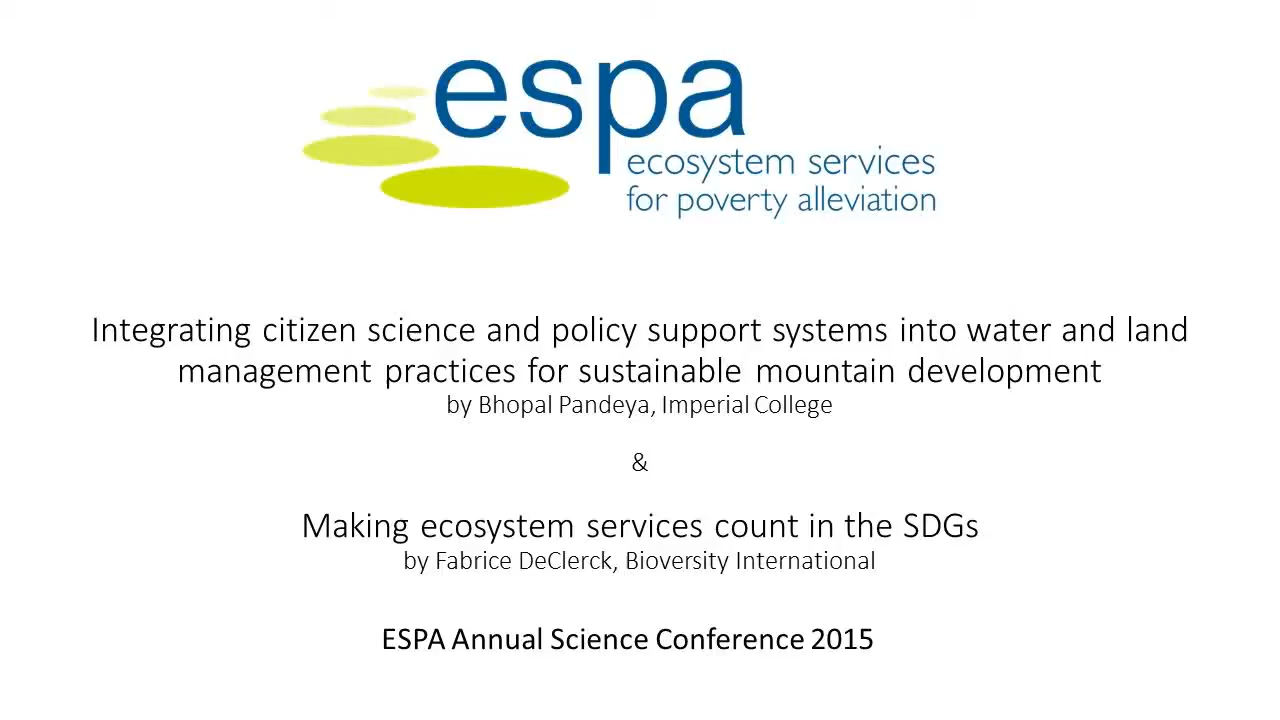 espa
ecosystem services
for poverty alleviation
Integrating citizen science and policy support systems into water and land
management practices for sustainable mountain development
by Bhopal Pandeya, Imperial College
&
Making ecosystem services count in the SDGs
by Fabrice DeClerck, Bioversity International
ESPA Annual Science Conference 2015